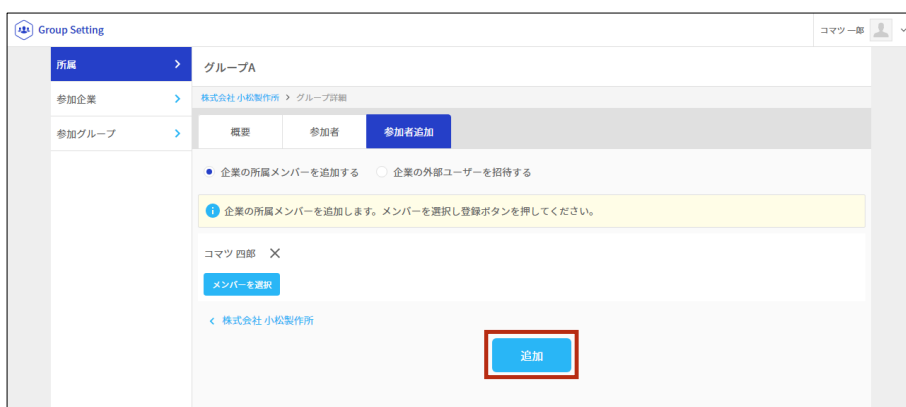 Group Setting
コマツ 一郎
所属
参加企業
参加グループ
グループA
株式会社 小松製作所 > グループ詳細
概要 参加者 参加者追加
企業の所属メンバーを追加する 企業の外部ユーザーを招待する
企業の所属メンバーを追加します。メンバーを選択し登録ボタンを押してください。
コマツ 四郎
メンバーを選択
< 株式会社 小松製作所
追加